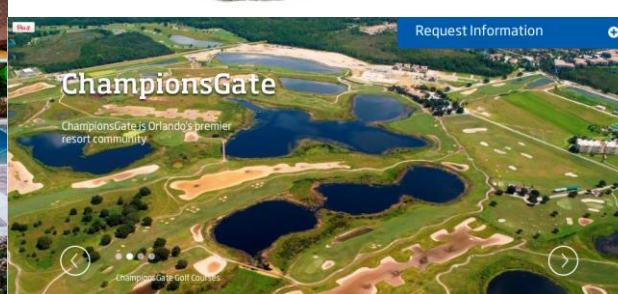 Request Information
ChampionsGate
ChampionsGate is Orlando's premier
resort community
ChampionsGate Golf Courses